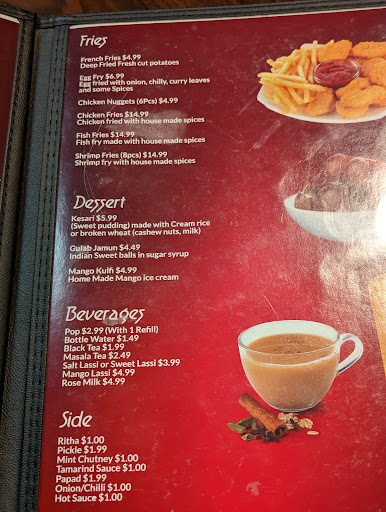 Fries
French Fries $4.99
Deep Fried Fresh cut potatoes
Egg Fry $6.99
Egg fried with onion, chilly, curry leaves
and some Spices
Chicken Nuggets (6Pcs) $4.99
Chicken Fries $14.99
Chicken fried with house made spices
Fish Fries $14.99
Fish fry made with house made spices
Shrimp Fries (8pcs) $14.99
Shrimp fry with house made spices
Dessert
Kesari $5.99
(Sweet pudding) made with Cream rice
or broken wheat (cashew nuts, milk)
Gulab Jamun $4.49
Indian Sweet balls in sugar syrup
Mango Kulfi $4.99
Home Made Mango ice cream
Beverages
Pop $2.99 (With 1 Refill)
Bottle Water $1.49
Black Tea $1.99
Masala Tea $2.49
Salt Lassi or Sweet Lassi $3.99
Mango Lassi $4.99
Rose Milk $4.99
Side
Ritha $1.00
Pickle $1.99
Mint Chutney $1.00
Tamarind Sauce $1.00
Papad $1.99
Onion/Chilli $1.00
Hot Sauce $1.00